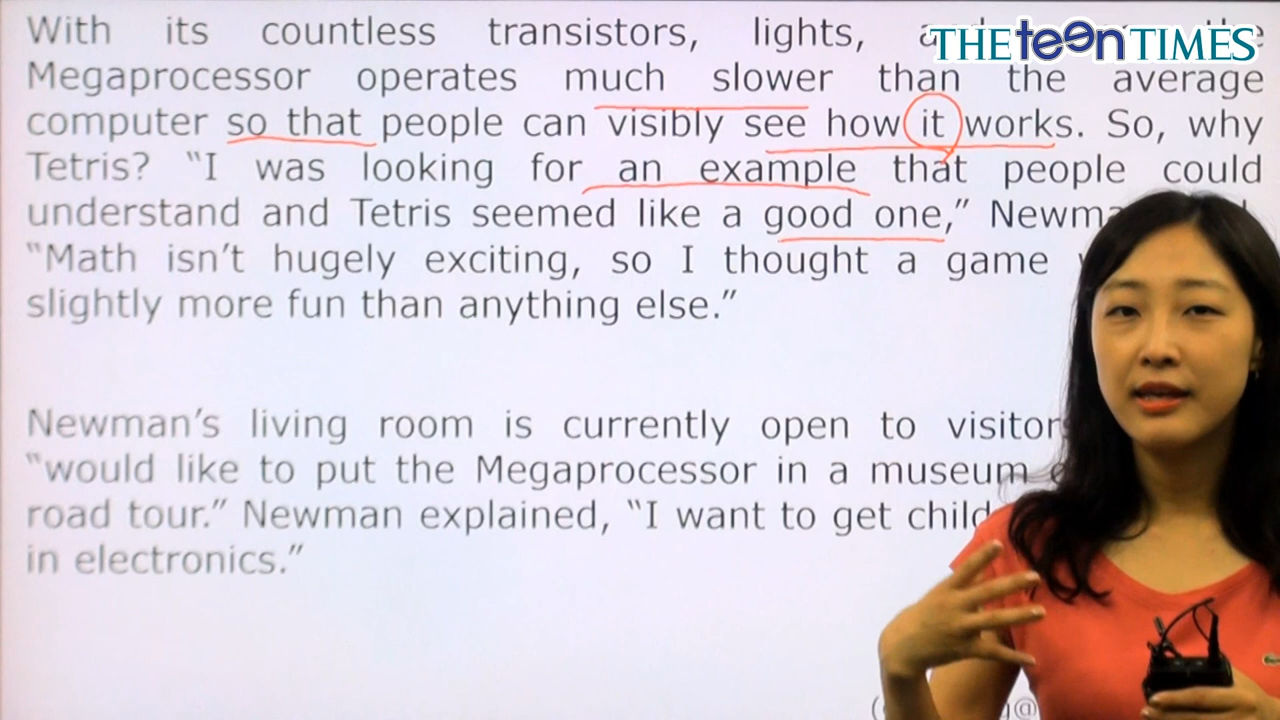 THE teen TIMES
With its countless transistors, lights,
Megaprocessor operates much slower than the average
computer so that people can visibly see how it works. So, why
Tetris? “I was looking for an example that people could
understand and Tetris seemed like a good one,”
“Math isn’t hugely exciting, so I thought a game
slightly more fun than anything else.”
Newman’s living room is currently open to
“would like to put the Megaprocessor in a museum
road tour.” Newman explained, “I want to get
in electronics.”